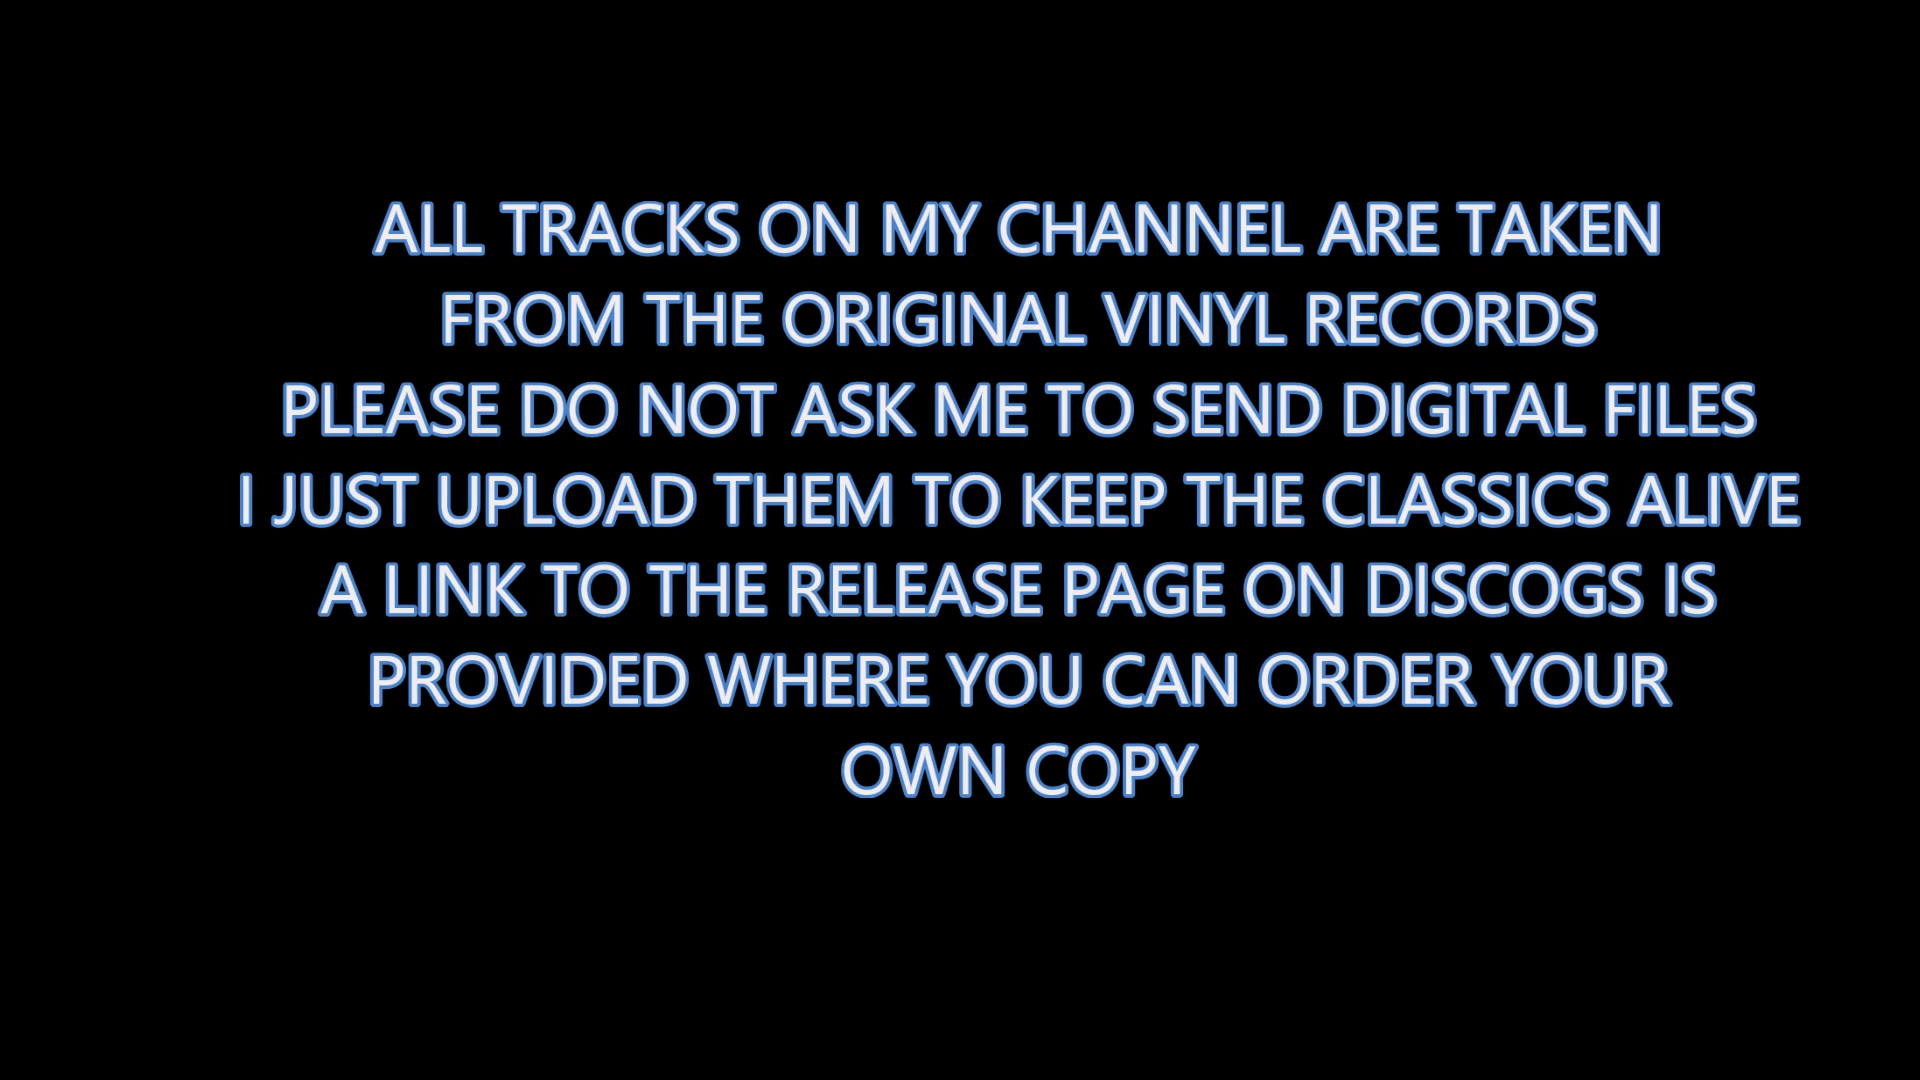 ALL TRACKS ON MY CHANNEL ARE TAKEN
FROM THE ORIGINAL VINYL RECORDS
PLEASE DO NOT ASK ME TO SEND DIGITAL FILES
I JUST UPLOAD THEM TO KEEP THE CLASSICS ALIVE
A LINK TO THE RELEASE PAGE ON DISCOGS IS
PROVIDED WHERE YOU CAN ORDER YOUR
OWN COPY